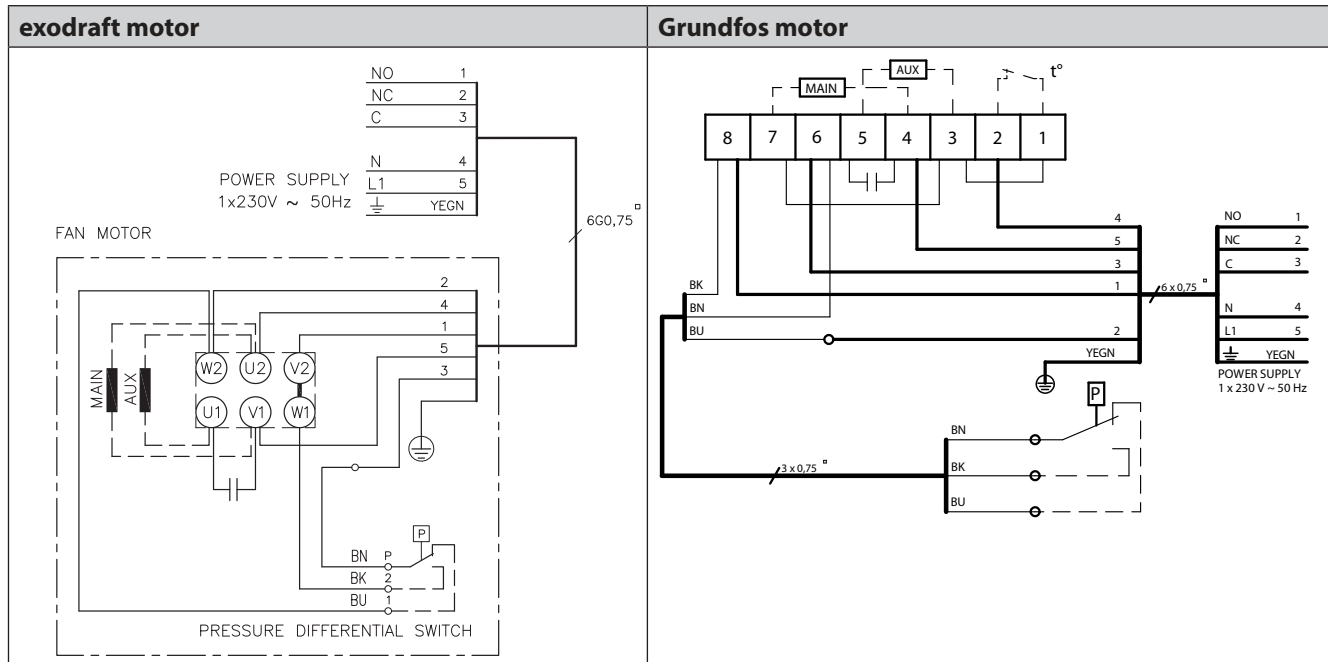 exodraft motor
NO 1
NC 2
C 3
N 4
POWER SUPPLY L1 5
1x230V ~ 50Hz YEGN
6G0,75 ▫
FAN MOTOR
2
4
1
5
3
MAIN
AUX
W2 U2 V2
U1 V1 W1
P
BN P
BK 2
BU 1
PRESSURE DIFFERENTIAL SWITCH
Grundfos motor
AUX t°
MAIN
8 7 6 5 4 3 2 1
4 NO 1
5 NC 2
3 C 3
BK 1 6 x 0,75 ▫
BN N 4
BU 2 L1 5
YEGN YEGN
POWER SUPPLY
1 x 230 V ~ 50 Hz
P
BN
3 x 0,75 ▫ BK
BU